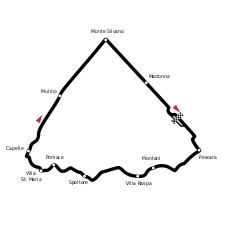 Monte Silvano
Madonna
Mulino
Capelle
Pornace
Montani
Pescara
Villa
St. Maria
Spoltore
Villa Raspa